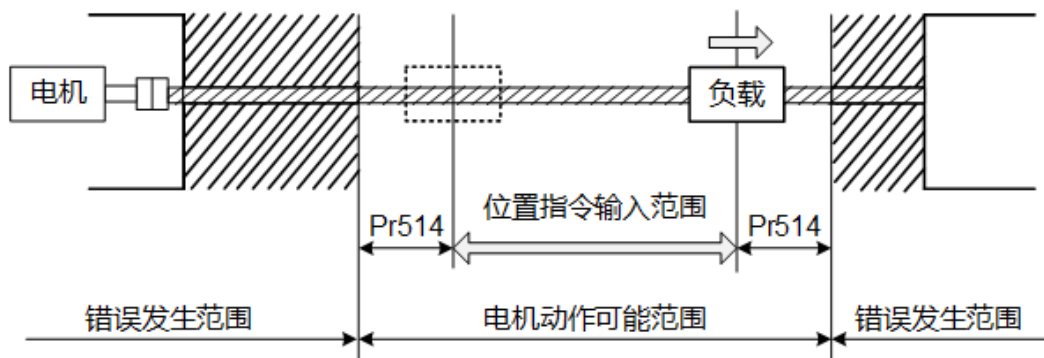 电机
负载
位置指令输入范围
Pr514
Pr514
错误发生范围
电机动作可能范围
错误发生范围